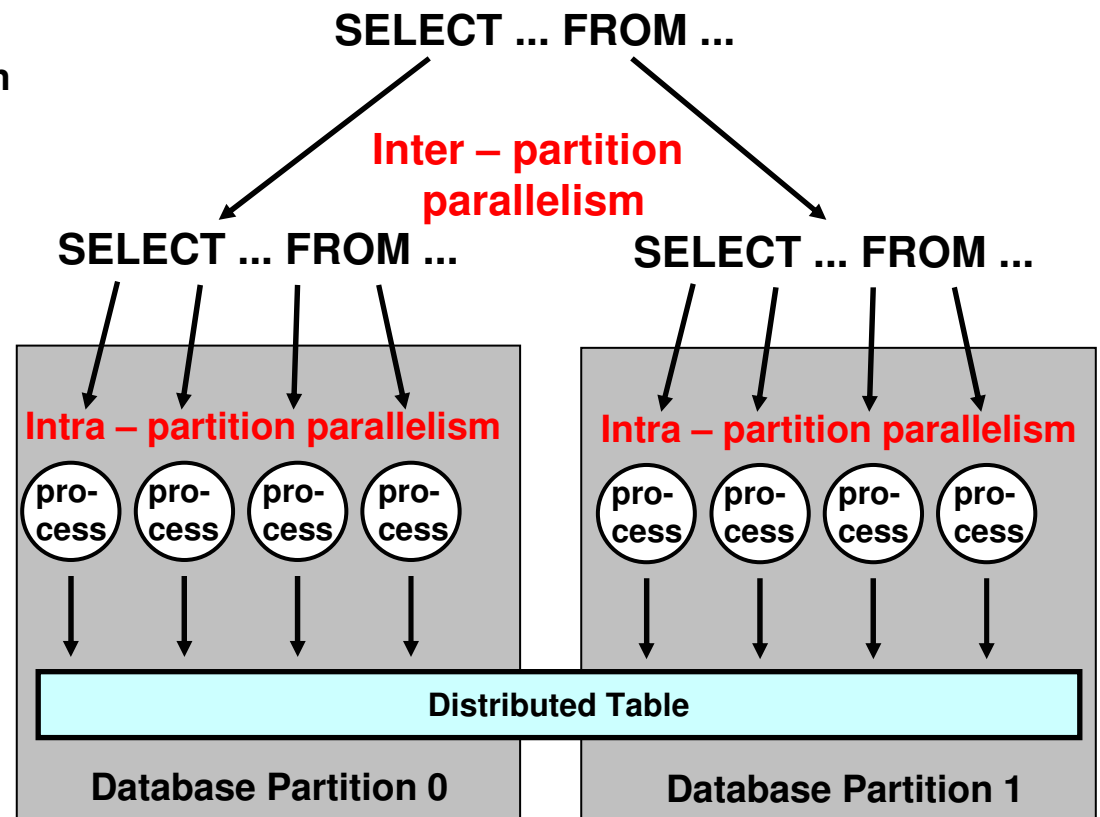 SELECT ... FROM ...
Inter – partition
parallelism
SELECT ... FROM ...
SELECT ... FROM ...
Intra – partition parallelism
Intra – partition parallelism
pro-
cess
pro-
cess
pro-
cess
pro-
cess
pro-
cess
pro-
cess
pro-
cess
pro-
cess
Distributed Table
Database Partition 0
Database Partition 1